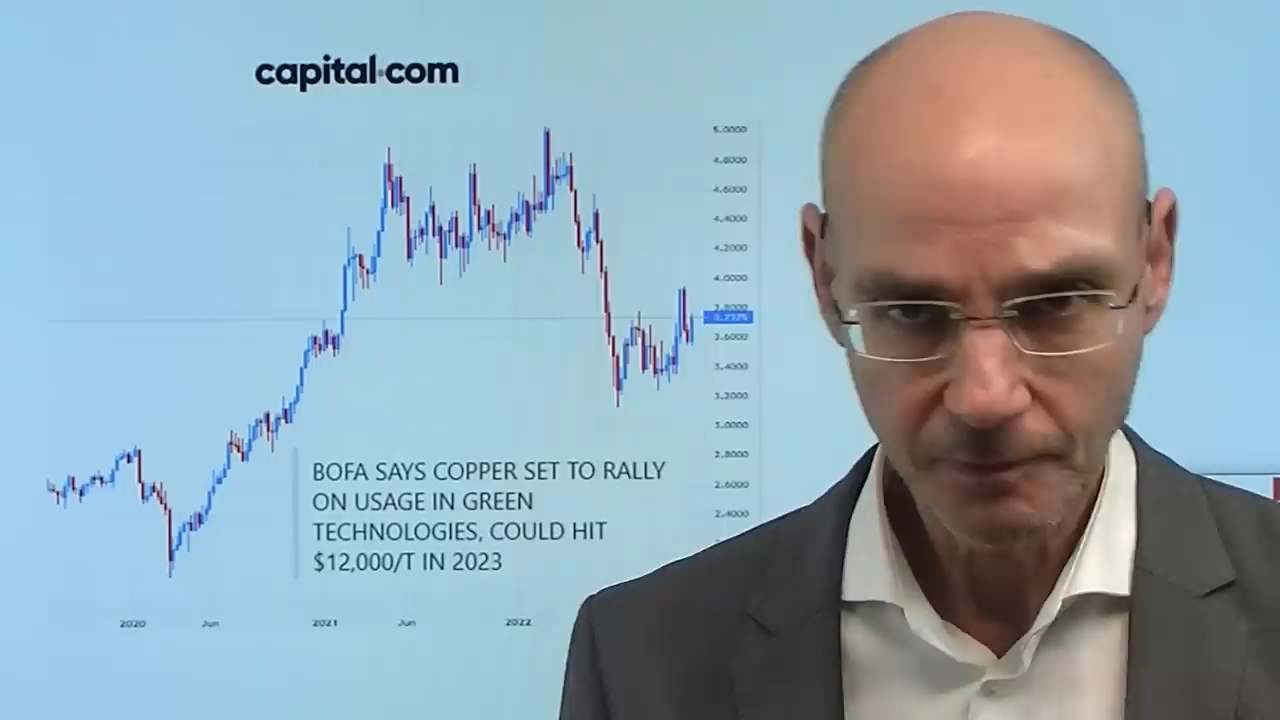 capital.com
5.0000
4.8000
4.6000
4.4000
4.2000
4.0000
3.8000
3.6000
3.4000
3.2000
3.0000
2.8000
2.6000
2.4000
BOFA SAYS COPPER SET TO RALLY
ON USAGE IN GREEN
TECHNOLOGIES, COULD HIT
$12,000/T IN 2023
2020 Jun 2021 Jun 2022